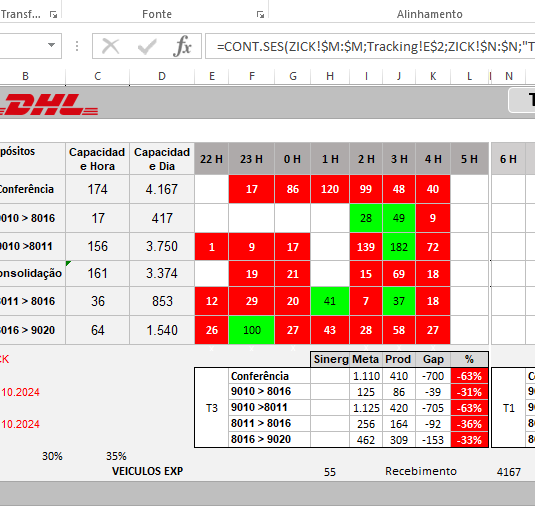 Transf...
Fonte
Alinhamento
fx
=CONT.SES(ZICK!$M:$M;Tracking!E$2;ZICK!$N:$N;"T
B C D E F G H I J K L M N
DHL
pósitos Capacidad e Hora Capacidad e Dia 22 H 23 H 0 H 1 H 2 H 3 H 4 H 5 H 6 H
Conferência 174 4.167 17 86 120 99 48 40
9010 > 8016 17 417 28 49 9
9010 >8011 156 3.750 1 9 17 139 182 72
onsolidação 161 3.374 19 21 15 69 18
8011 > 8016 36 853 12 29 20 41 7 37 18
8016 > 9020 64 1.540 26 100 27 43 28 58 27
CK Sinerg Meta Prod Gap %
Conferência 1.110 410 -700 -63%
10.2024 9010 > 8016 125 86 -39 -31%
T3 9010 >8011 1.125 420 -705 -63% T1
10.2024 8011 > 8016 256 164 -92 -36%
8016 > 9020 462 309 -153 -33%
30% 35%
VEICULOS EXP 55 Recebimento 4167